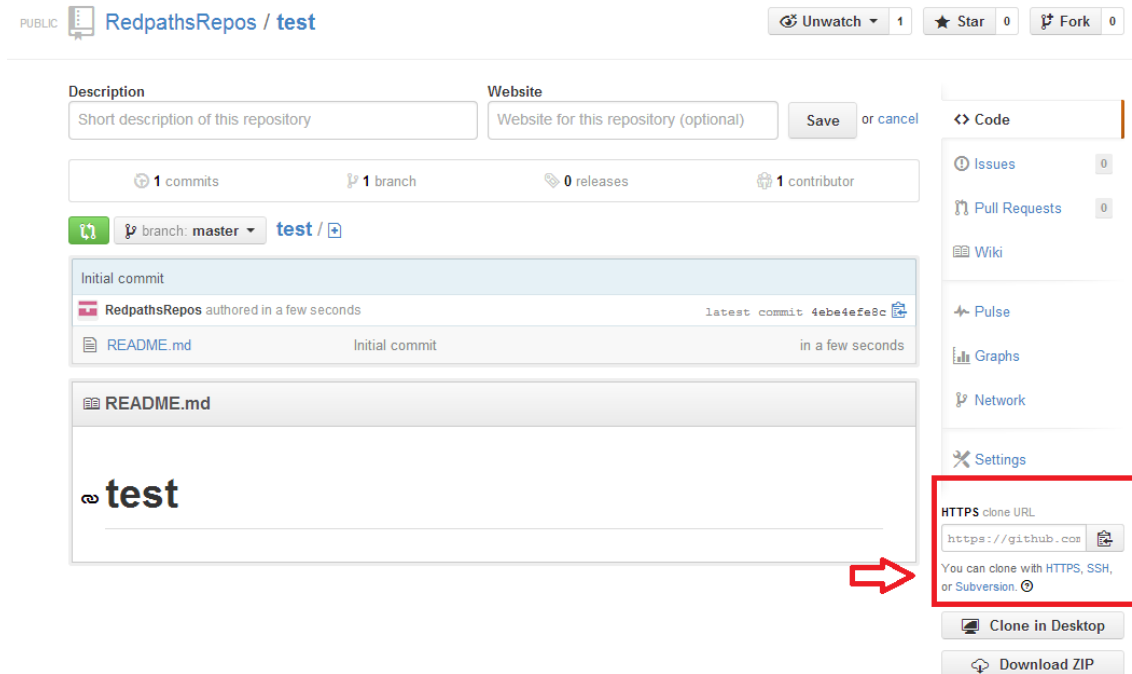 PUBLIC RedpathsRepos / test
Unwatch 1 Star 0 Fork 0
Description
Short description of this repository
Website
Website for this repository (optional)
Save or cancel
1 commits 1 branch 0 releases 1 contributor
branch: master test /
Initial commit
RedpathsRepos authored in a few seconds latest commit 4ebe4efe8c
README.md Initial commit in a few seconds
README.md
test
Code
Issues 0
Pull Requests 0
Wiki
Pulse
Graphs
Network
Settings
HTTPS clone URL
https://github.com
You can clone with HTTPS, SSH,
or Subversion.
Clone in Desktop
Download ZIP